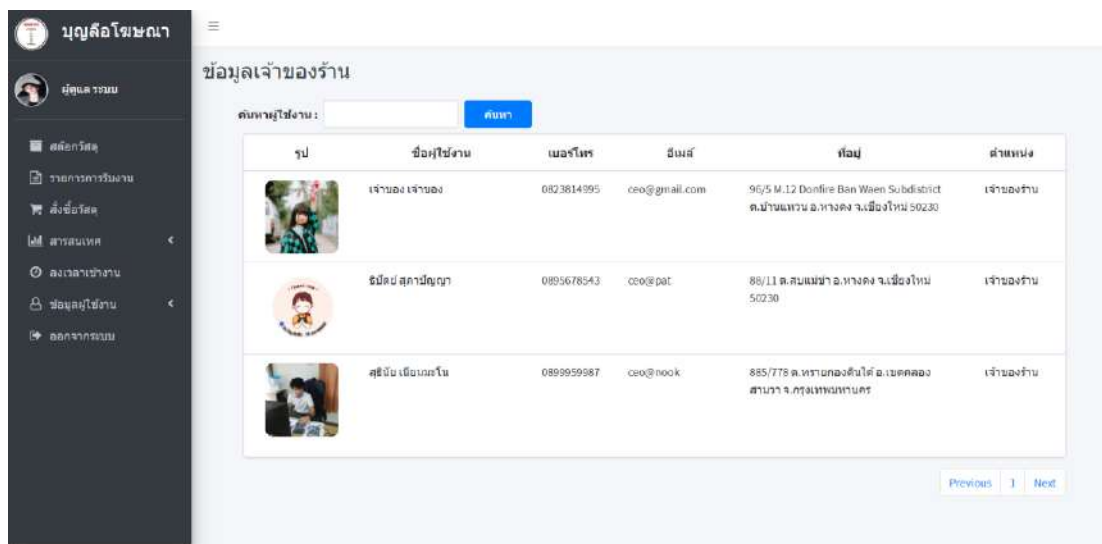 บุญลือโฆษณา
ข้อมูลเจ้าของร้าน
ผู้ดูแล ระบบ
ค้นหาผู้ใช้งาน :
ค้นหา
สต๊อกวัสดุ
รายการการรับงาน
สั่งซื้อวัสดุ
สารสนเทศ
ลงเวลาเข้างาน
ข้อมูลผู้ใช้งาน
ออกจากระบบ
รูป ชื่อผู้ใช้งาน เบอร์โทร อีเมล์ ที่อยู่ ตำแหน่ง
เจ้าของ เจ้าของ 0823814995 ceo@gmail.com 96/5 M.12 Donfire Ban Waen Subdistrict เจ้าของร้าน
ต.บ้านแหวน อ.หางดง จ.เชียงใหม่ 50230
สุภาปัญญา 0895678543 ceo@pat 88/11 ต.สบแม่ข่า อ.หางดง จ.เชียงใหม่ เจ้าของร้าน
50230
สุธินัย 0899959987 ceo@nook 885/778 ต.ทรายกองดินใต้ อ.เขตคลอง เจ้าของร้าน
สามวา จ.กรุงเทพมหานคร
Previous 1 Next